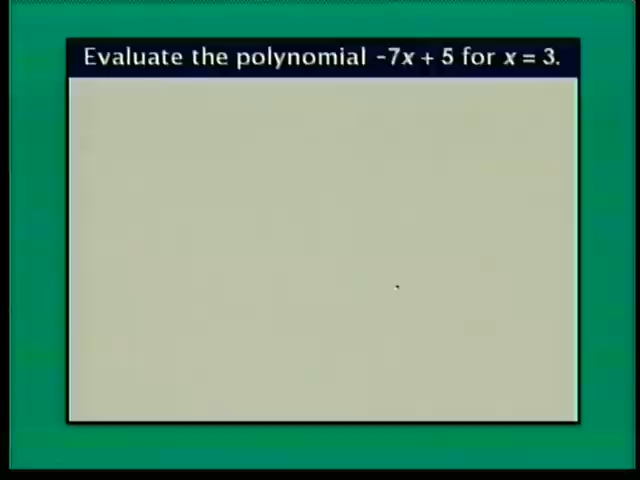 Evaluate the polynomial -7x + 5 for x = 3.